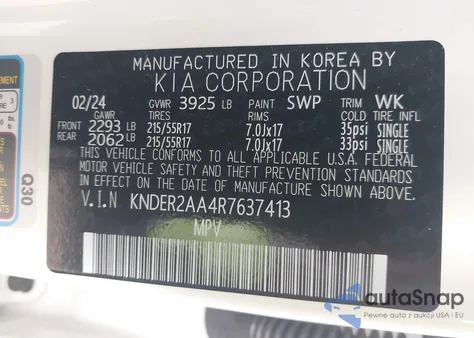 MANUFACTURED IN KOREA BY
KIA CORPORATION
02/24 GVWR 3925 LB PAINT SWP TRIM WK
GAWR TIRES RIMS COLD TIRE INFL
FRONT 2293 LB 215/55R17 7.0Jx17 35psi SINGLE
REAR 2062 LB 215/55R17 7.0Jx17 33psi SINGLE
THIS VEHICLE CONFORMS TO ALL APPLICABLE U.S.A. FEDERAL
MOTOR VEHICLE SAFETY AND THEFT PREVENTION
STANDARDS IN EFFECT ON THE DATE OF MANUFACTURE SHOWN ABOVE.
V.I.N KNDER2AA4R7637413
MPV
Q30
autoSnap
Pewne auta z USA i EU